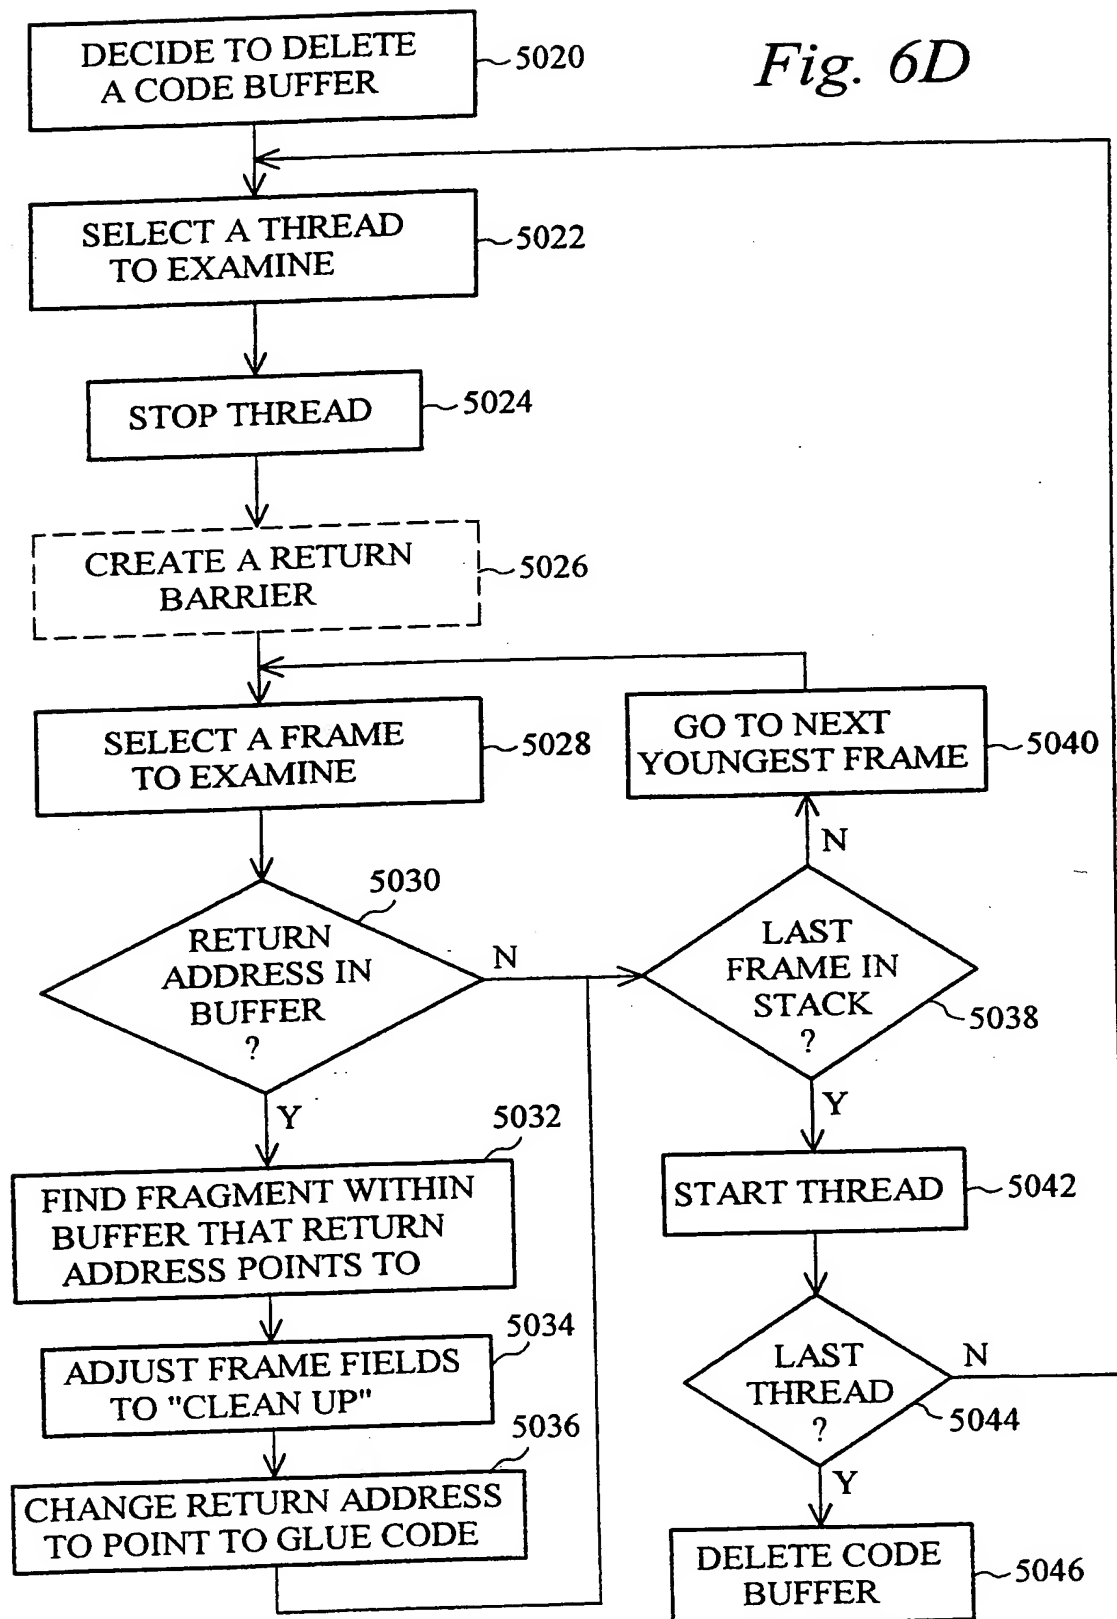 Fig. 6D
DECIDE TO DELETE
A CODE BUFFER
5020
SELECT A THREAD
TO EXAMINE
5022
STOP THREAD
5024
CREATE A RETURN
BARRIER
5026
SELECT A FRAME
TO EXAMINE
5028
GO TO NEXT
YOUNGEST FRAME
5040
N
5030
RETURN
ADDRESS IN
BUFFER
?
N
LAST
FRAME IN
STACK
?
5038
Y
Y
5032
FIND FRAGMENT WITHIN
BUFFER THAT RETURN
ADDRESS POINTS TO
START THREAD
5042
5034
ADJUST FRAME FIELDS
TO "CLEAN UP"
LAST
THREAD
?
N
5044
5036
CHANGE RETURN ADDRESS
TO POINT TO GLUE CODE
Y
DELETE CODE
BUFFER
5046